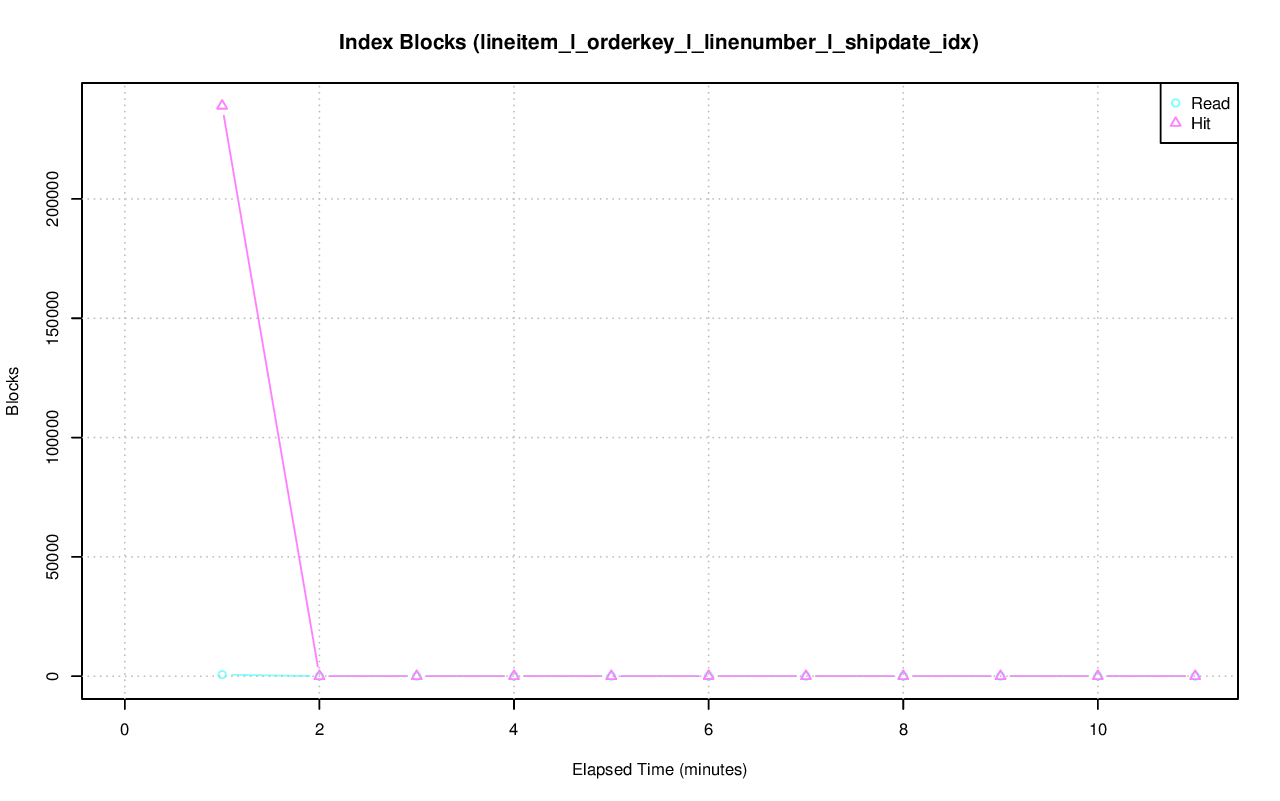 Index Blocks (lineitem_l_orderkey_l_linenumber_l_shipdate_idx)
Read
Hit
Blocks
200000
150000
100000
50000
0
0 2 4 6 8 10
Elapsed Time (minutes)